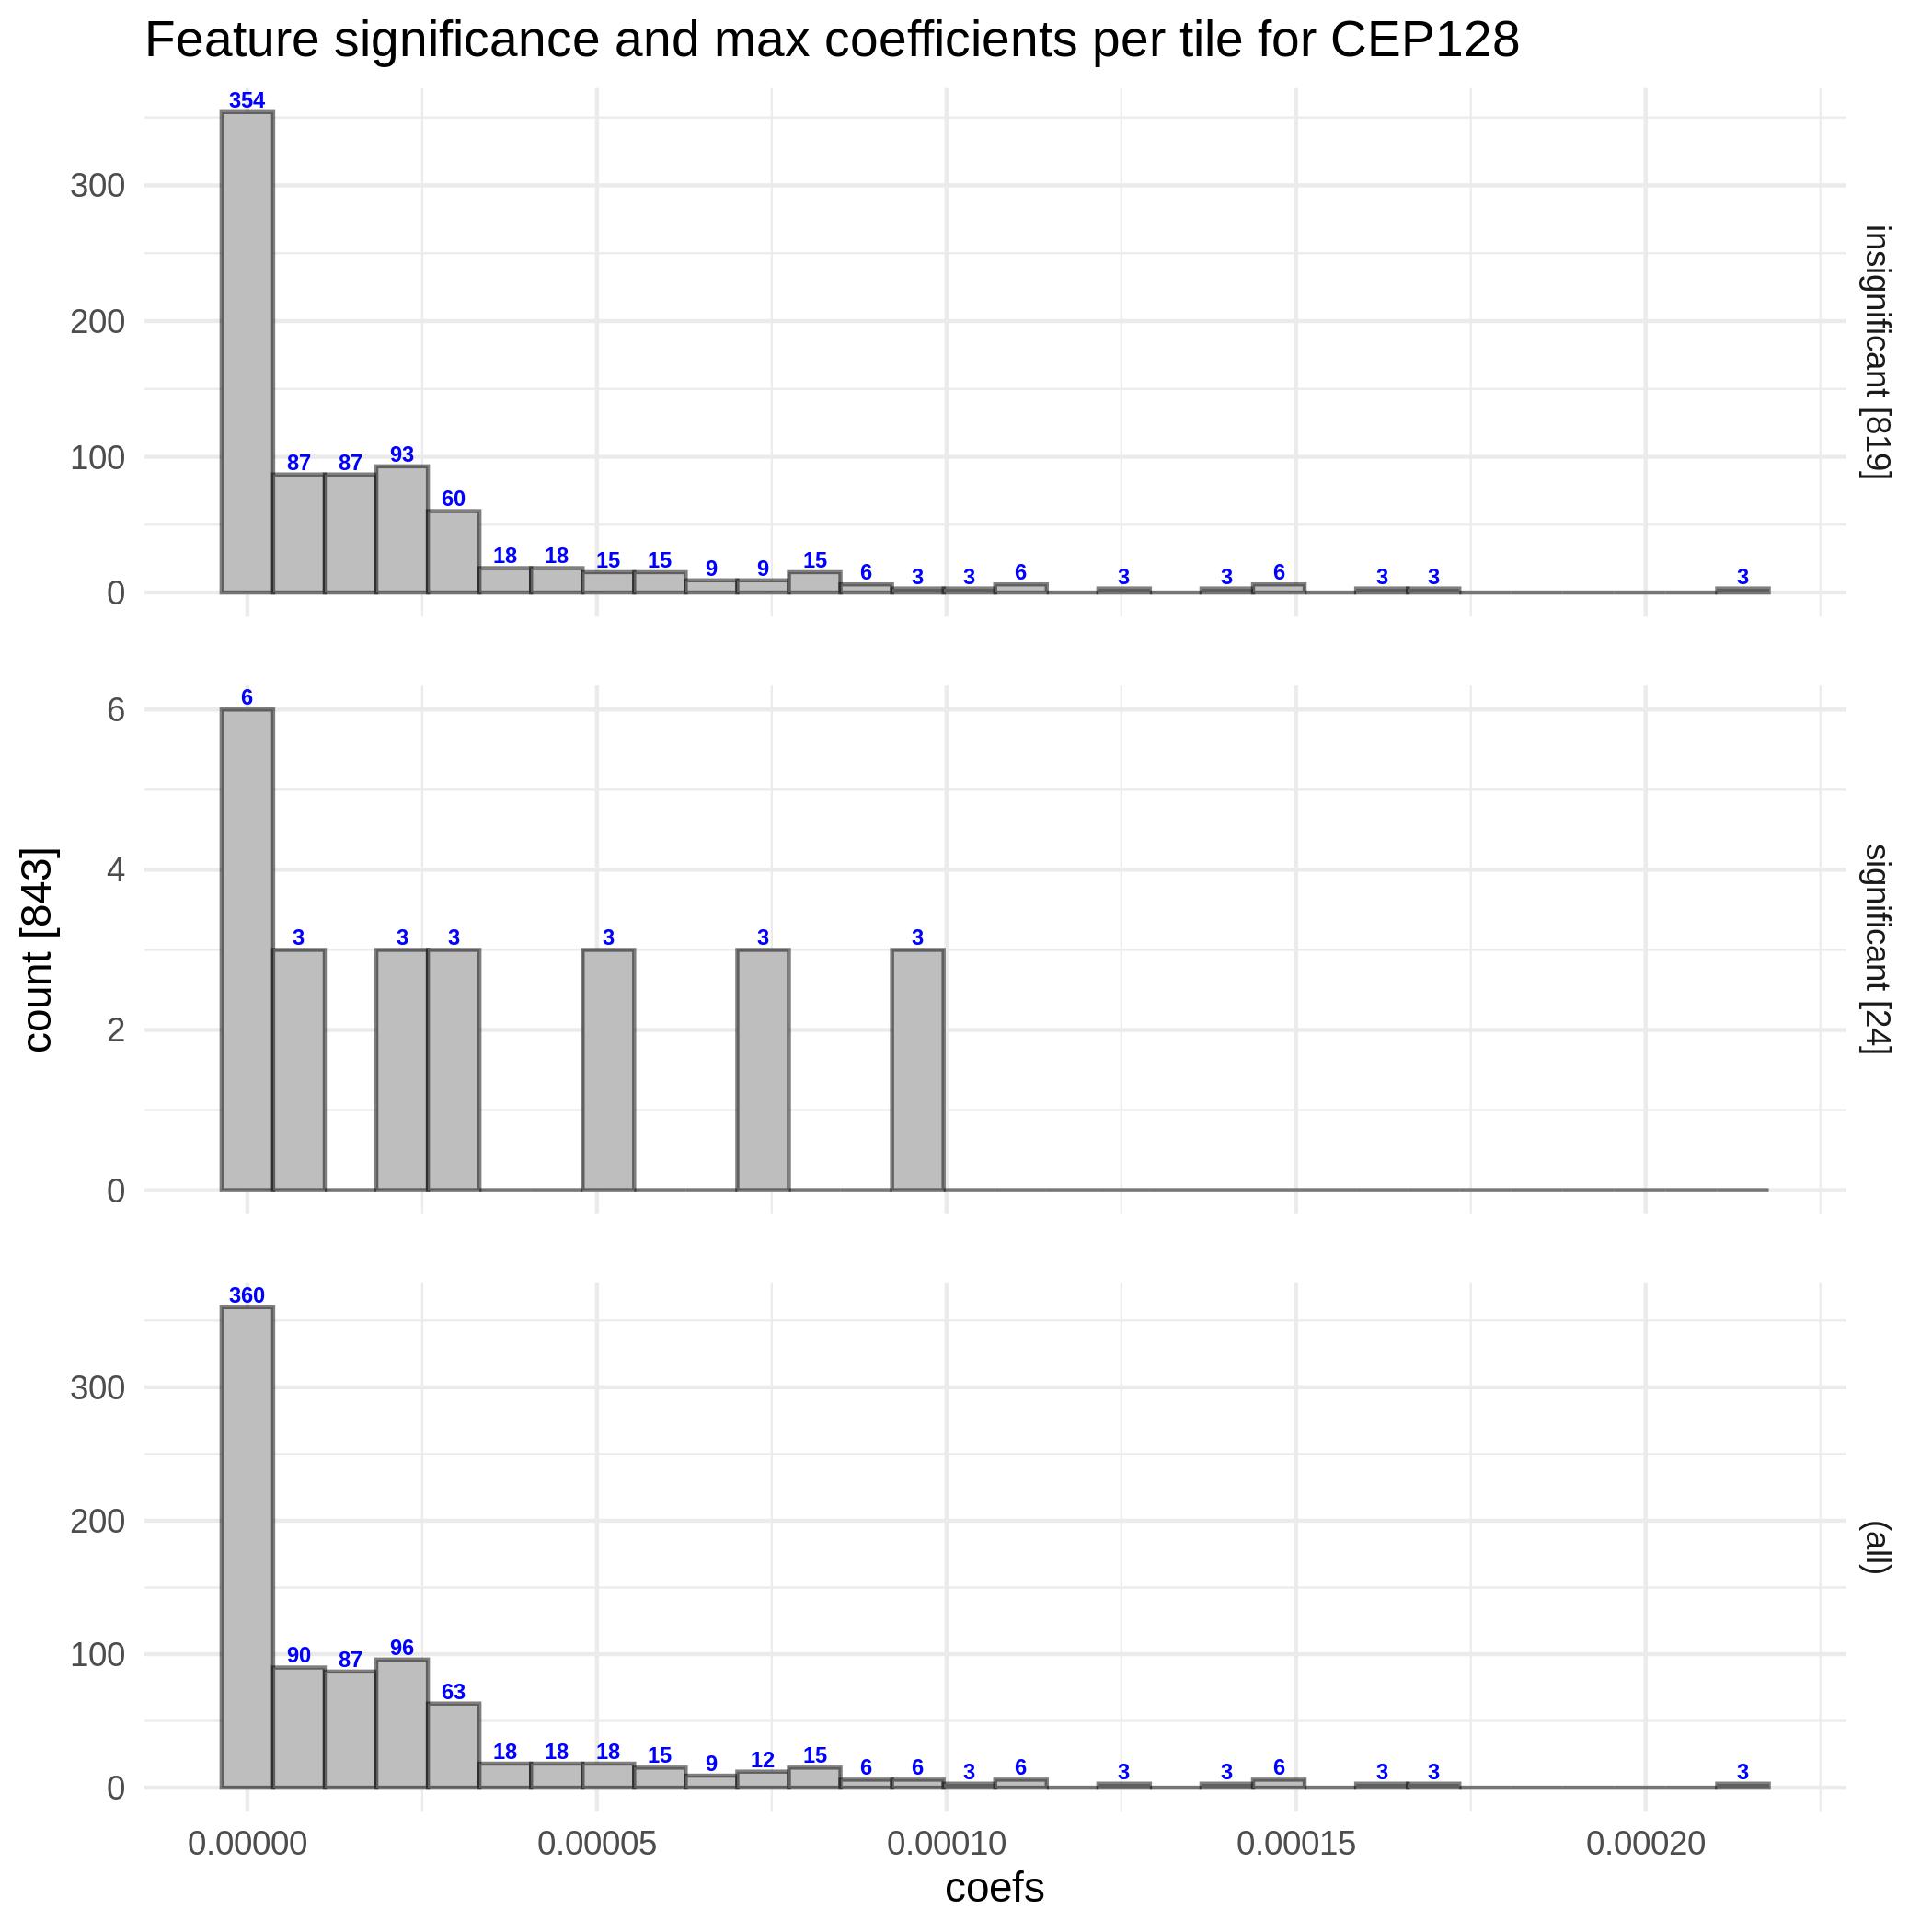 Feature significance and max coefficients per tile for CEP128
354
87 87 93 60 18 18 15 15 9 9 15 6 3 3 6 3 3 6 3 3 3
300
200
100
0
insignificant [819]
6
3 3 3 3 3 3
6
4
2
0
significant [24]
count [843]
360
90 87 96 63 18 18 18 15 9 12 15 6 6 3 6 3 3 6 3 3 3
300
200
100
0
(all)
0.00000 0.00005 0.00010 0.00015 0.00020
coefs